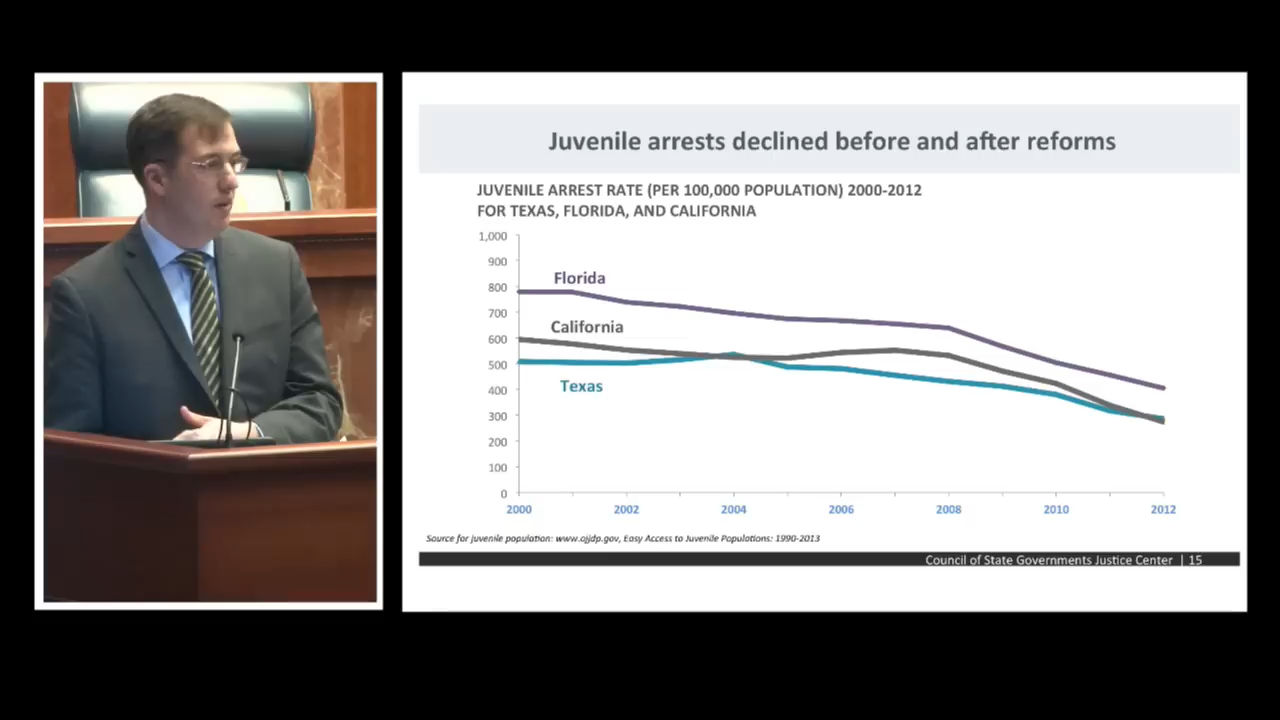 Juvenile arrests declined before and after reforms
JUVENILE ARREST RATE (PER 100,000 POPULATION) 2000-2012
FOR TEXAS, FLORIDA, AND CALIFORNIA
1,000
900
800
700
600
500
400
300
200
100
0
Florida
California
Texas
2000 2002 2004 2006 2008 2010 2012
Source for juvenile population: www.ojjdp.gov, Easy Access to Juvenile Populations: 1990-2013
Council of State Governments Justice Center | 15